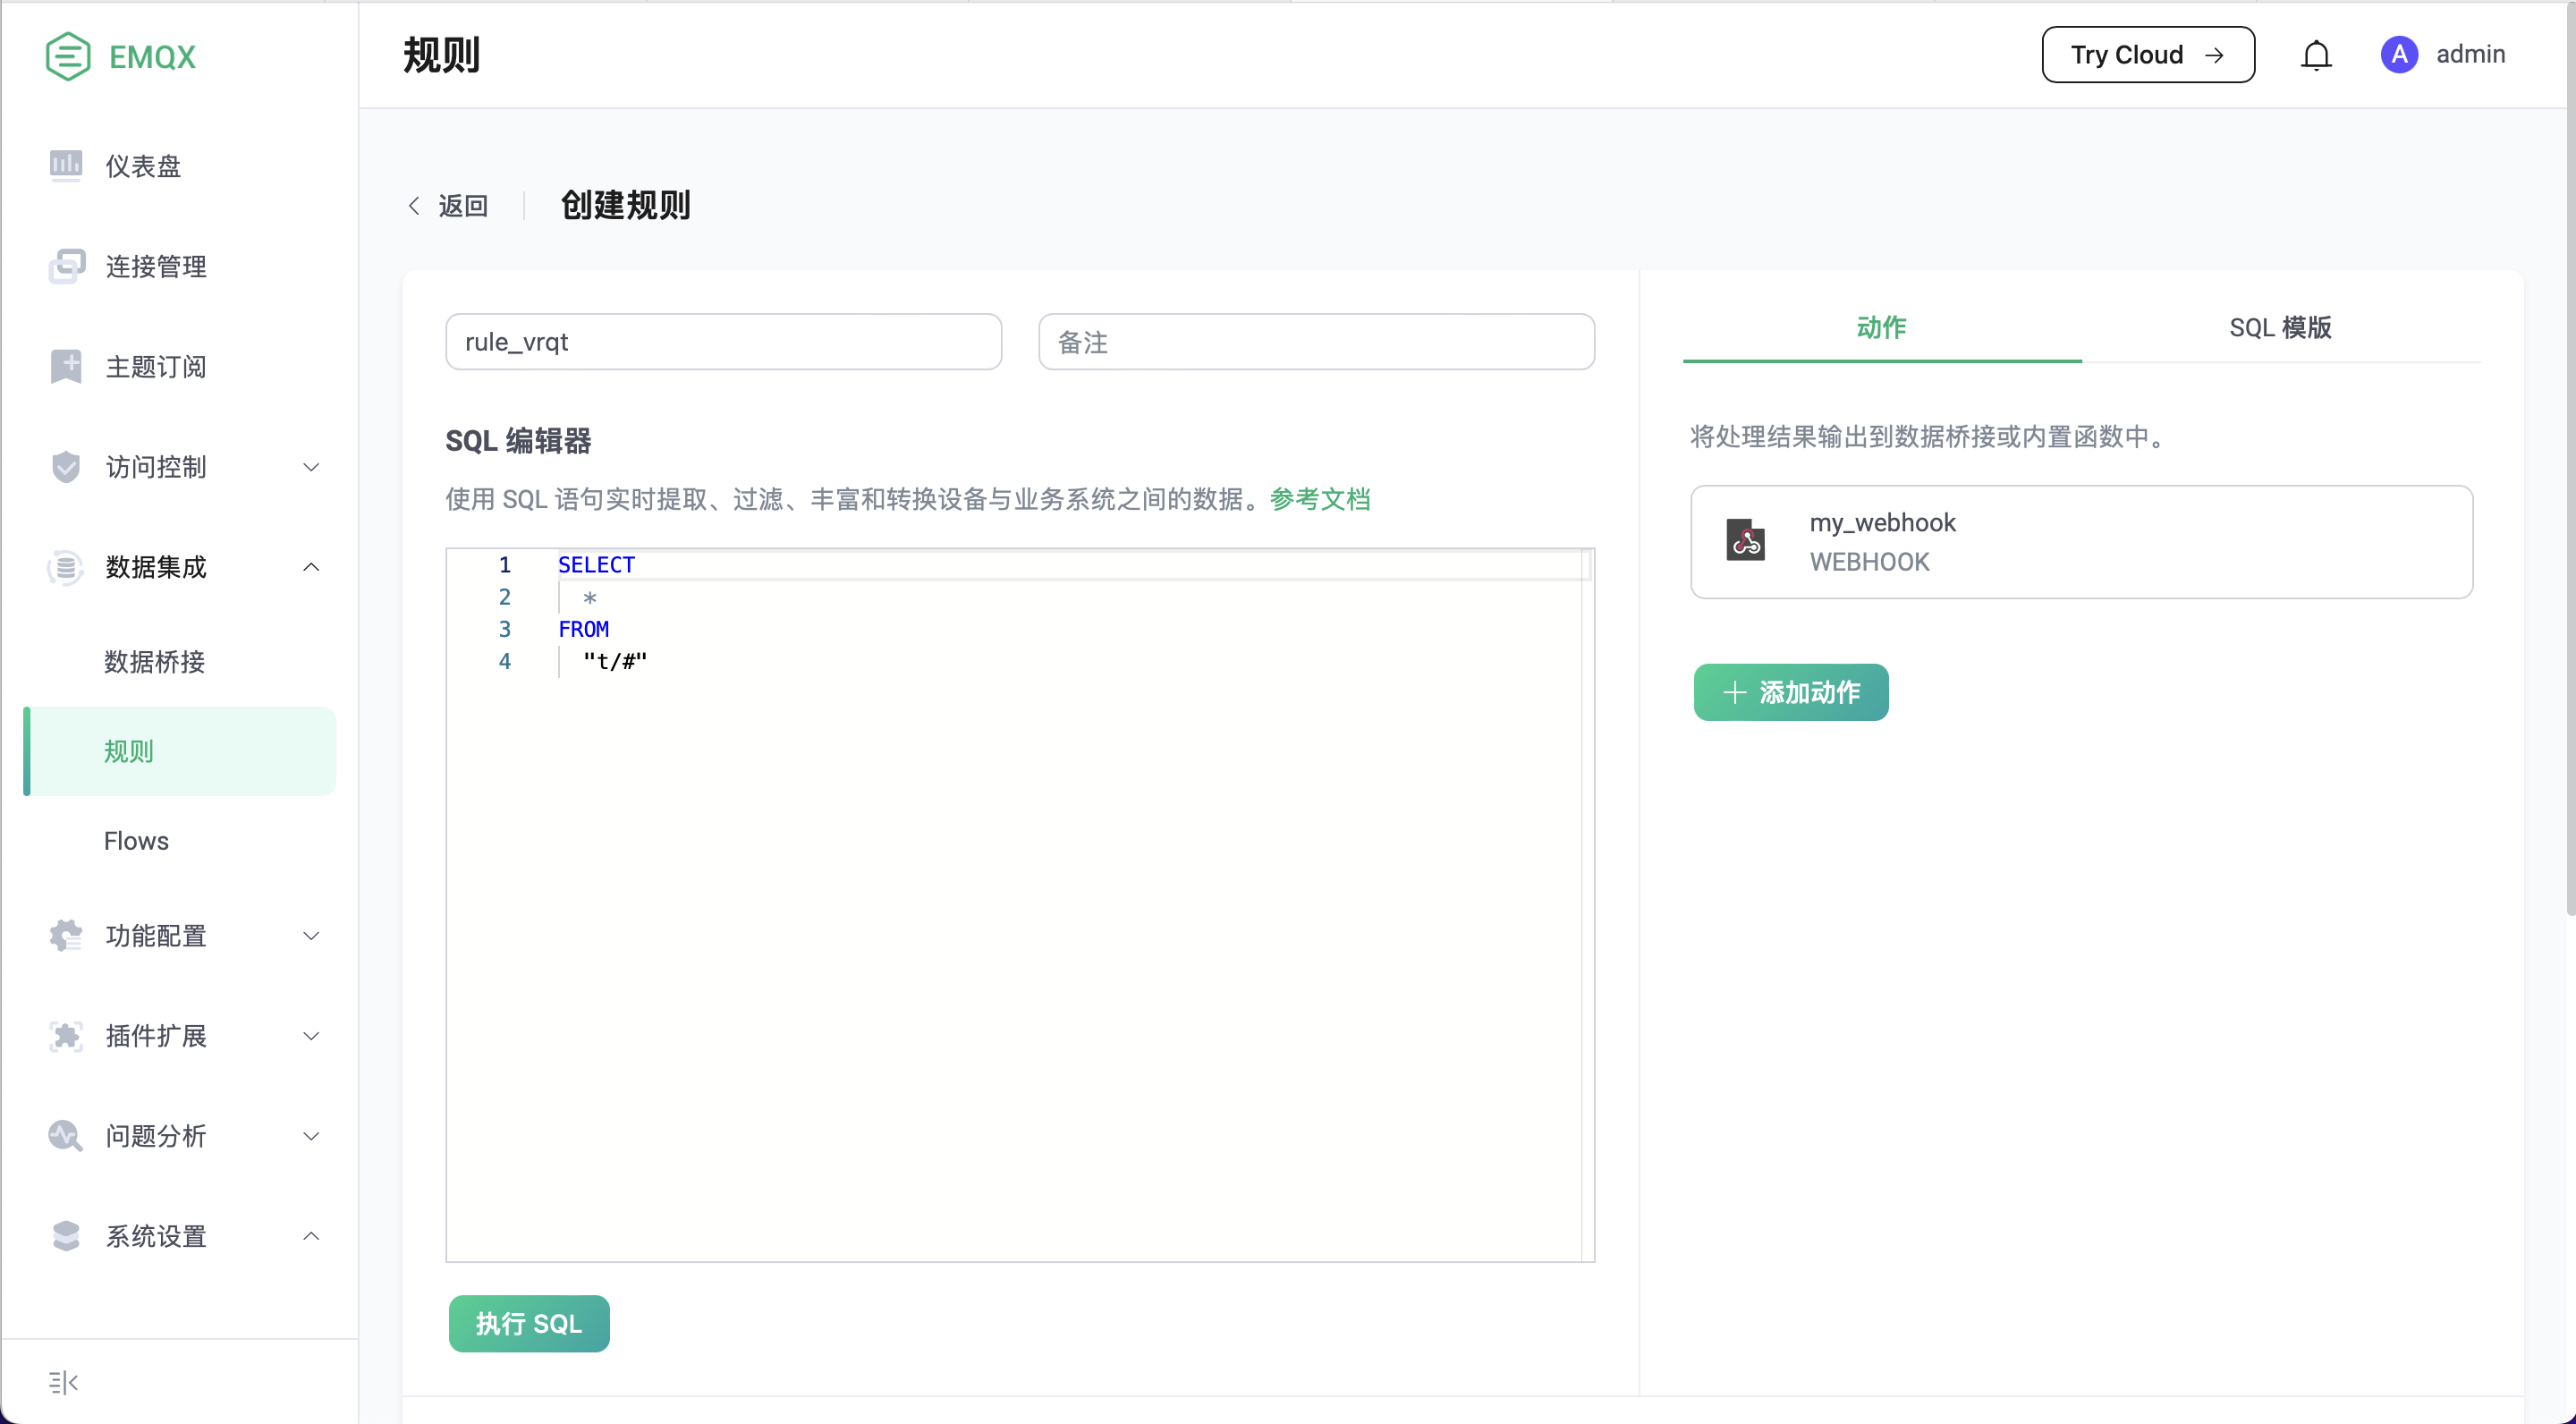 EMQX
仪表盘
连接管理
主题订阅
访问控制
数据集成
数据桥接
规则
Flows
功能配置
插件扩展
问题分析
系统设置
规则
Try Cloud →
A admin
返回
创建规则
rule_vrqt
备注
SQL 编辑器
使用 SQL 语句实时提取、过滤、丰富和转换设备与业务系统之间的数据。参考文档
1 SELECT
2 *
3 FROM
4 "t/#"
执行 SQL
动作
SQL 模版
将处理结果输出到数据桥接或内置函数中。
my_webhook
WEBHOOK
添加动作